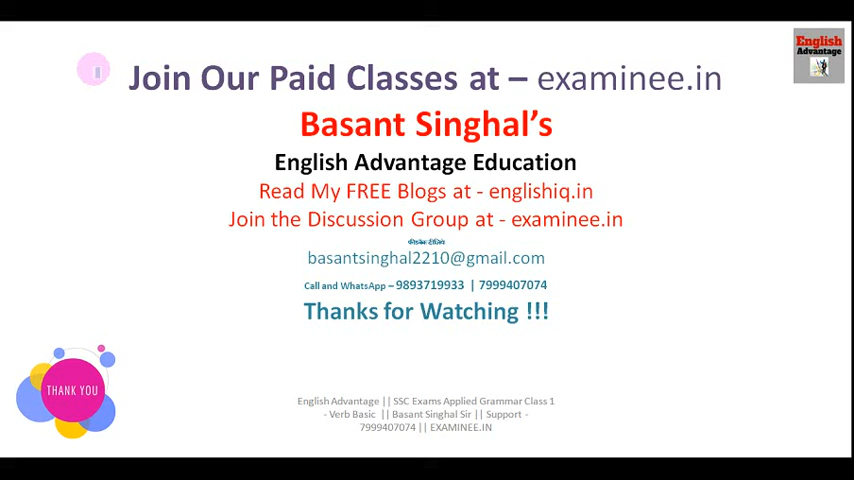 English
Advantage
Join Our Paid Classes at – examinee.in
Basant Singhal’s
English Advantage Education
Read My FREE Blogs at - englishiq.in
Join the Discussion Group at - examinee.in
फीडबैक दीजिये
basantsinghal2210@gmail.com
Call and WhatsApp – 9893719933 | 7999407074
Thanks for Watching !!!
THANK YOU
English Advantage || SSC Exams Applied Grammar Class 1
- Verb Basic || Basant Singhal Sir || Support -
7999407074 || EXAMINEE.IN